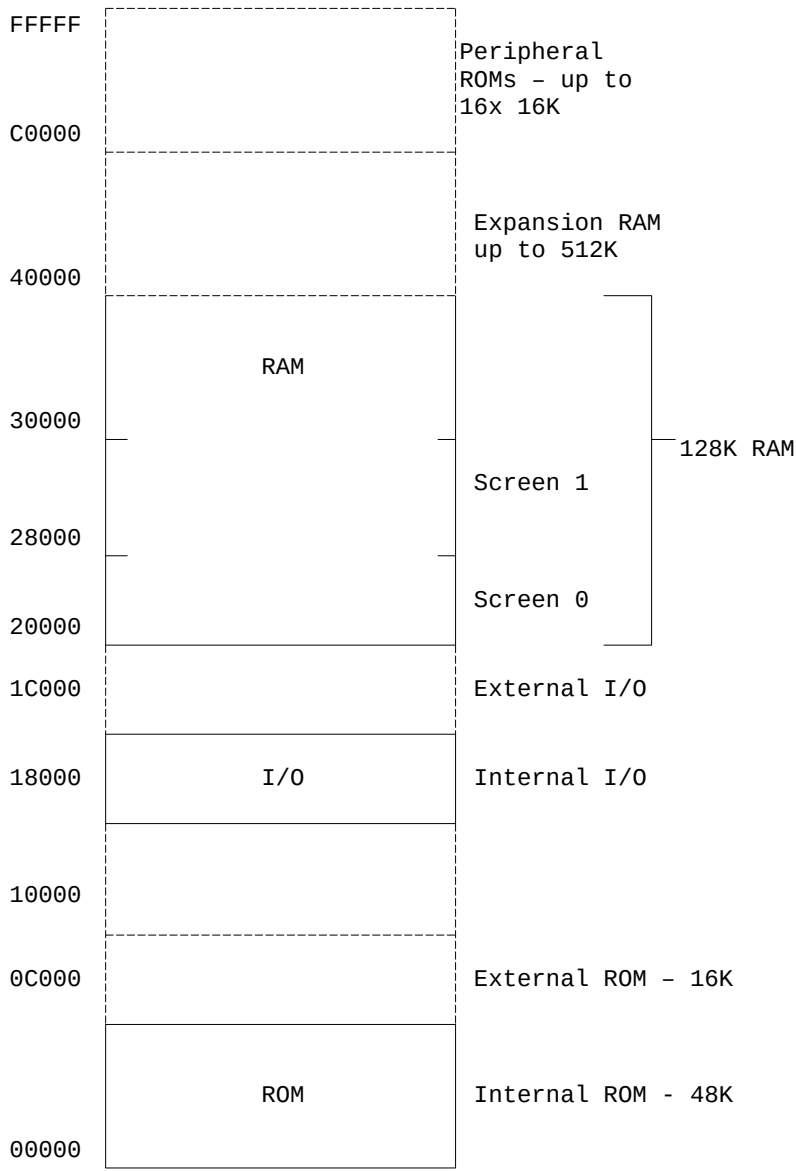 FFFFF
Peripheral
ROMs – up to
16x 16K
C0000
Expansion RAM
up to 512K
40000
RAM
30000
128K RAM
Screen 1
28000
Screen 0
20000
1C000
External I/O
18000
I/O
Internal I/O
10000
0C000
External ROM – 16K
ROM
Internal ROM - 48K
00000